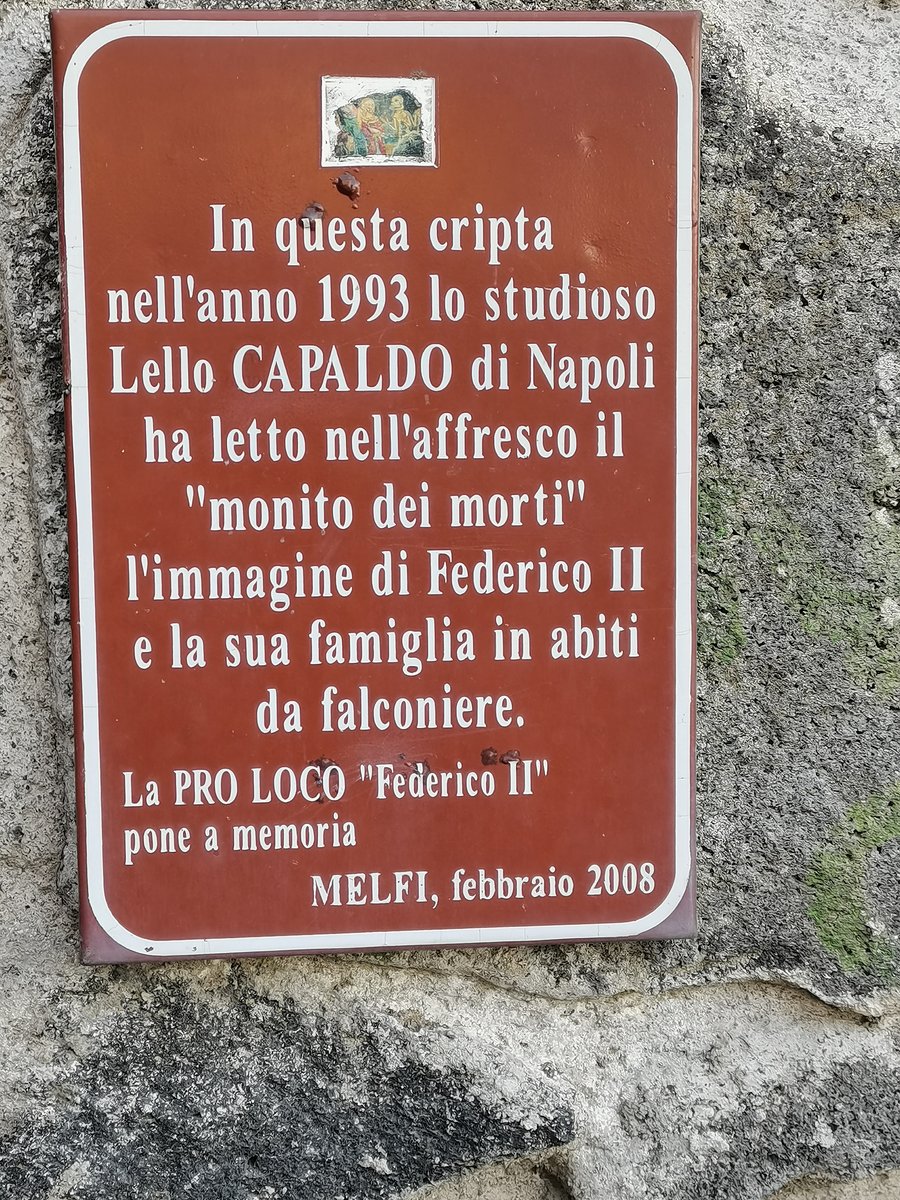 In questa cripta
nell'anno 1993 lo studioso
Lello CAPALDO di Napoli
ha letto nell'affresco il
"monito dei morti"
l'immagine di Federico II
e la sua famiglia in abiti
da falconiere.
La PRO LOCO "Federico II"
pone a memoria
MELFI, febbraio 2008